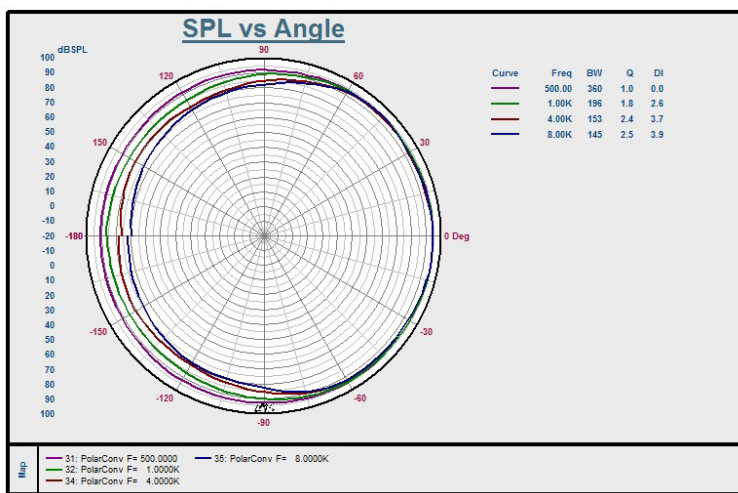 SPL vs Angle
dBSPL
100
90
80
70
60
50
40
30
20
10
0
-10
-20
-10
0
10
20
30
40
50
60
70
80
90
100
90
120
60
150
30
-180
0 Deg
-150
-30
-120
-60
-90
Curve Freq BW Q DI
500.00 360 1.0 0.0
1.00K 196 1.8 2.6
4.00K 153 2.4 3.7
8.00K 145 2.5 3.9
Map
31: PolarConv F= 500.0000
35: PolarConv F= 8.0000K
32: PolarConv F= 1.0000K
34: PolarConv F= 4.0000K